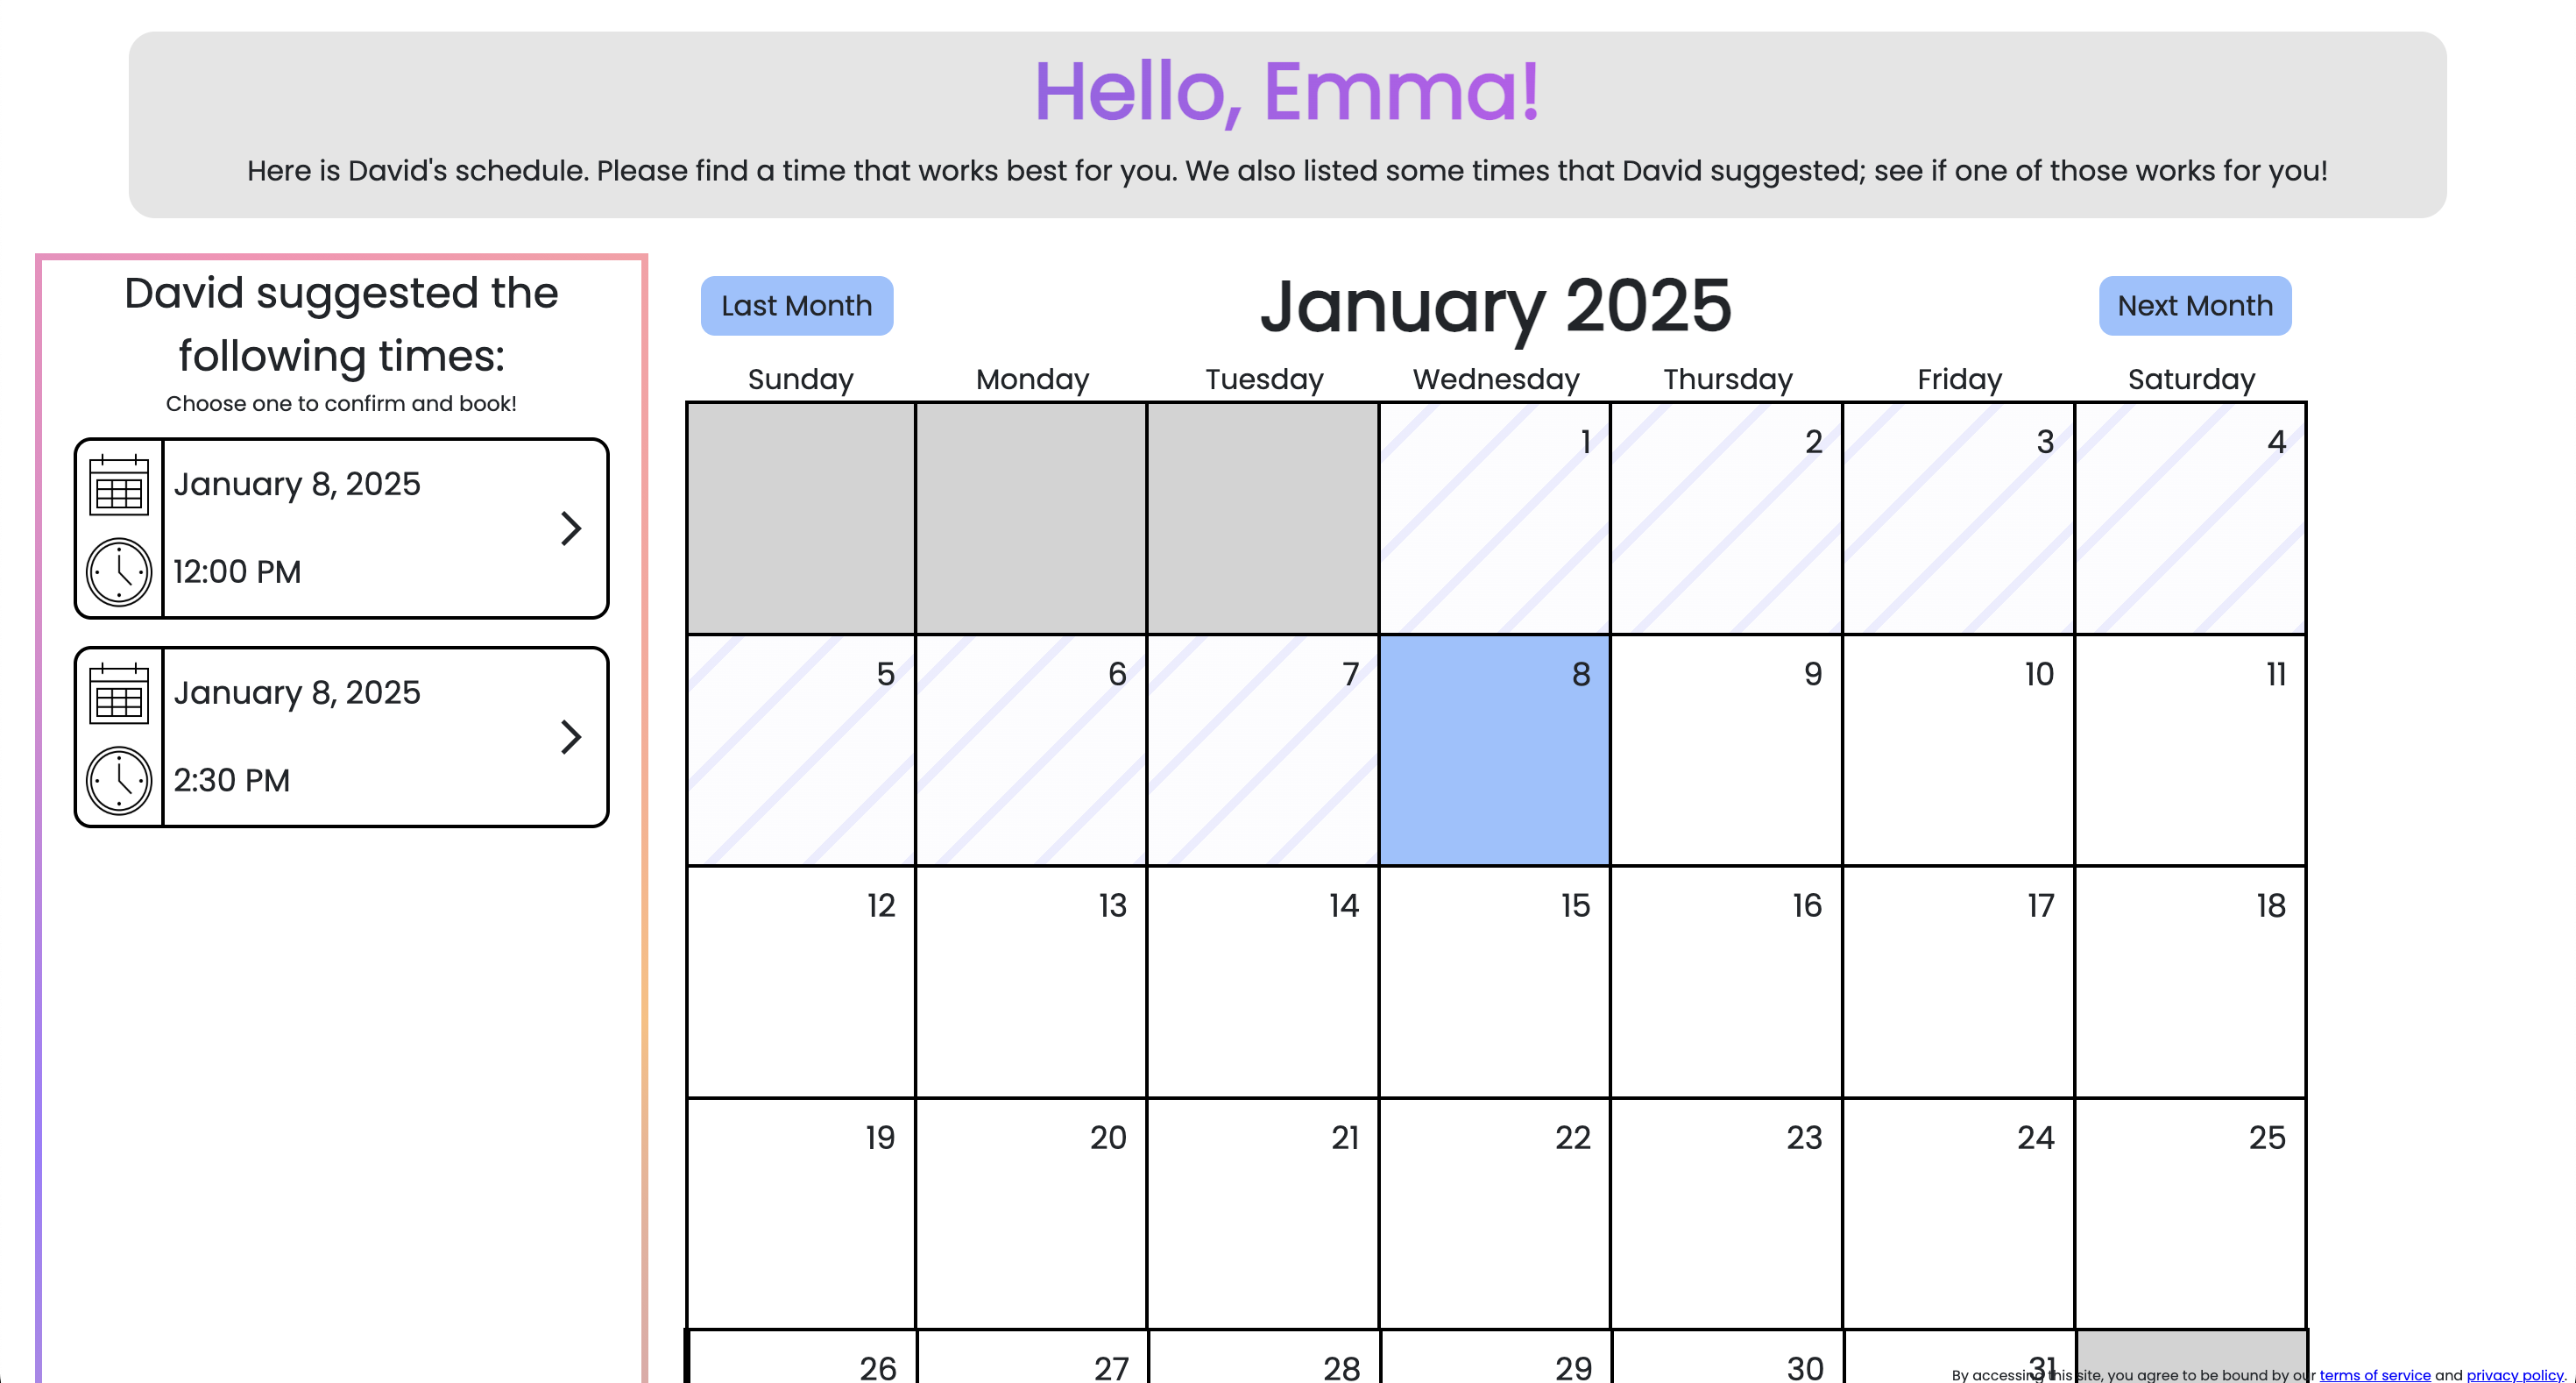 Hello, Emma!
Here is David's schedule. Please find a time that works best for you. We also listed some times that David suggested; see if one of those works for you!
David suggested the
following times:
Choose one to confirm and book!
January 8, 2025
12:00 PM
January 8, 2025
2:30 PM
Last Month
January 2025
Next Month
Sunday Monday Tuesday Wednesday Thursday Friday Saturday
1 2 3 4
5 6 7 8 9 10 11
12 13 14 15 16 17 18
19 20 21 22 23 24 25
26 27 28 29 30 31
By accessing this site, you agree to be bound by our terms of service and privacy policy.